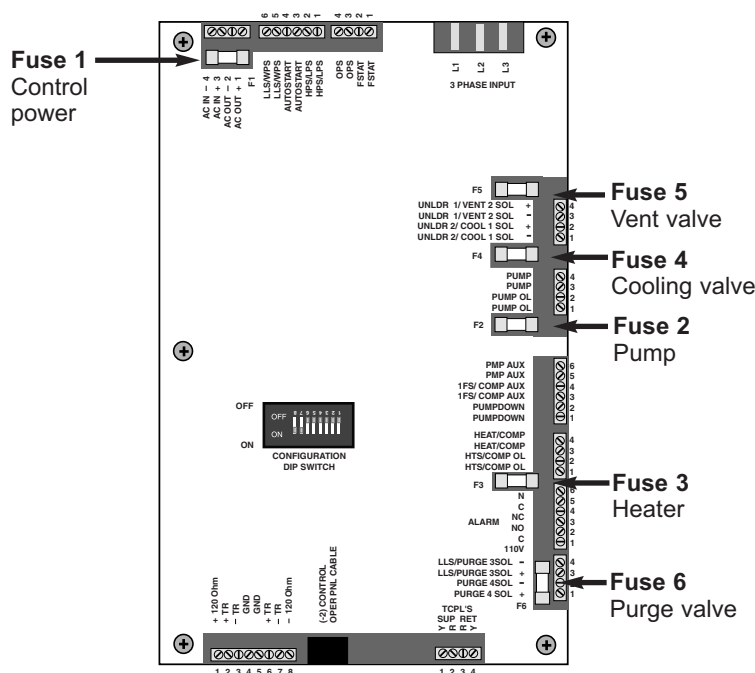 Fuse 1
Control
power
6 5 4 3 2 1
4 3 2 1
AC IN – 4
AC IN + 3
AC OUT – 2
AC OUT + 1
F1
LLS/WPS
LLS/WPS
AUTOSTART
AUTOSTART
HPS/LPS
HPS/LPS
OPS
OPS
FSTAT
FSTAT
L1
L2
L3
3 PHASE INPUT
F5
Fuse 5
Vent valve
UNLDR 1/ VENT 2 SOL + 4
UNLDR 1/ VENT 2 SOL – 3
UNLDR 2/ COOL 1 SOL + 2
UNLDR 2/ COOL 1 SOL – 1
F4
Fuse 4
Cooling valve
PUMP 4
PUMP 3
PUMP OL 2
PUMP OL 1
F2
Fuse 2
Pump
PMP AUX 6
PMP AUX 5
1FS/ COMP AUX 4
1FS/ COMP AUX 3
PUMPDOWN 2
PUMPDOWN 1
OFF
ON
OFF
ON
8 7 6 5 4 3 2 1
CONFIGURATION
DIP SWITCH
HEAT/COMP 4
HEAT/COMP 3
HTS/COMP OL 2
HTS/COMP OL 1
F3
Fuse 3
Heater
N 6
C 5
NC 4
ALARM
NO 3
C 2
110V 1
LLS/PURGE 3SOL – 4
LLS/PURGE 3SOL + 3
PURGE 4SOL –
PURGE 4 SOL + 1
F6
Fuse 6
Purge valve
+ 120 Ohm
+ TR
– TR
GND
GND
+ TR
– TR
– 120 Ohm
1 2 3 4 5 6 7 8
(-2) CONTROL
OPER PNL CABLE
TCPL'S
SUP RET
Y R R Y
1 2 3 4